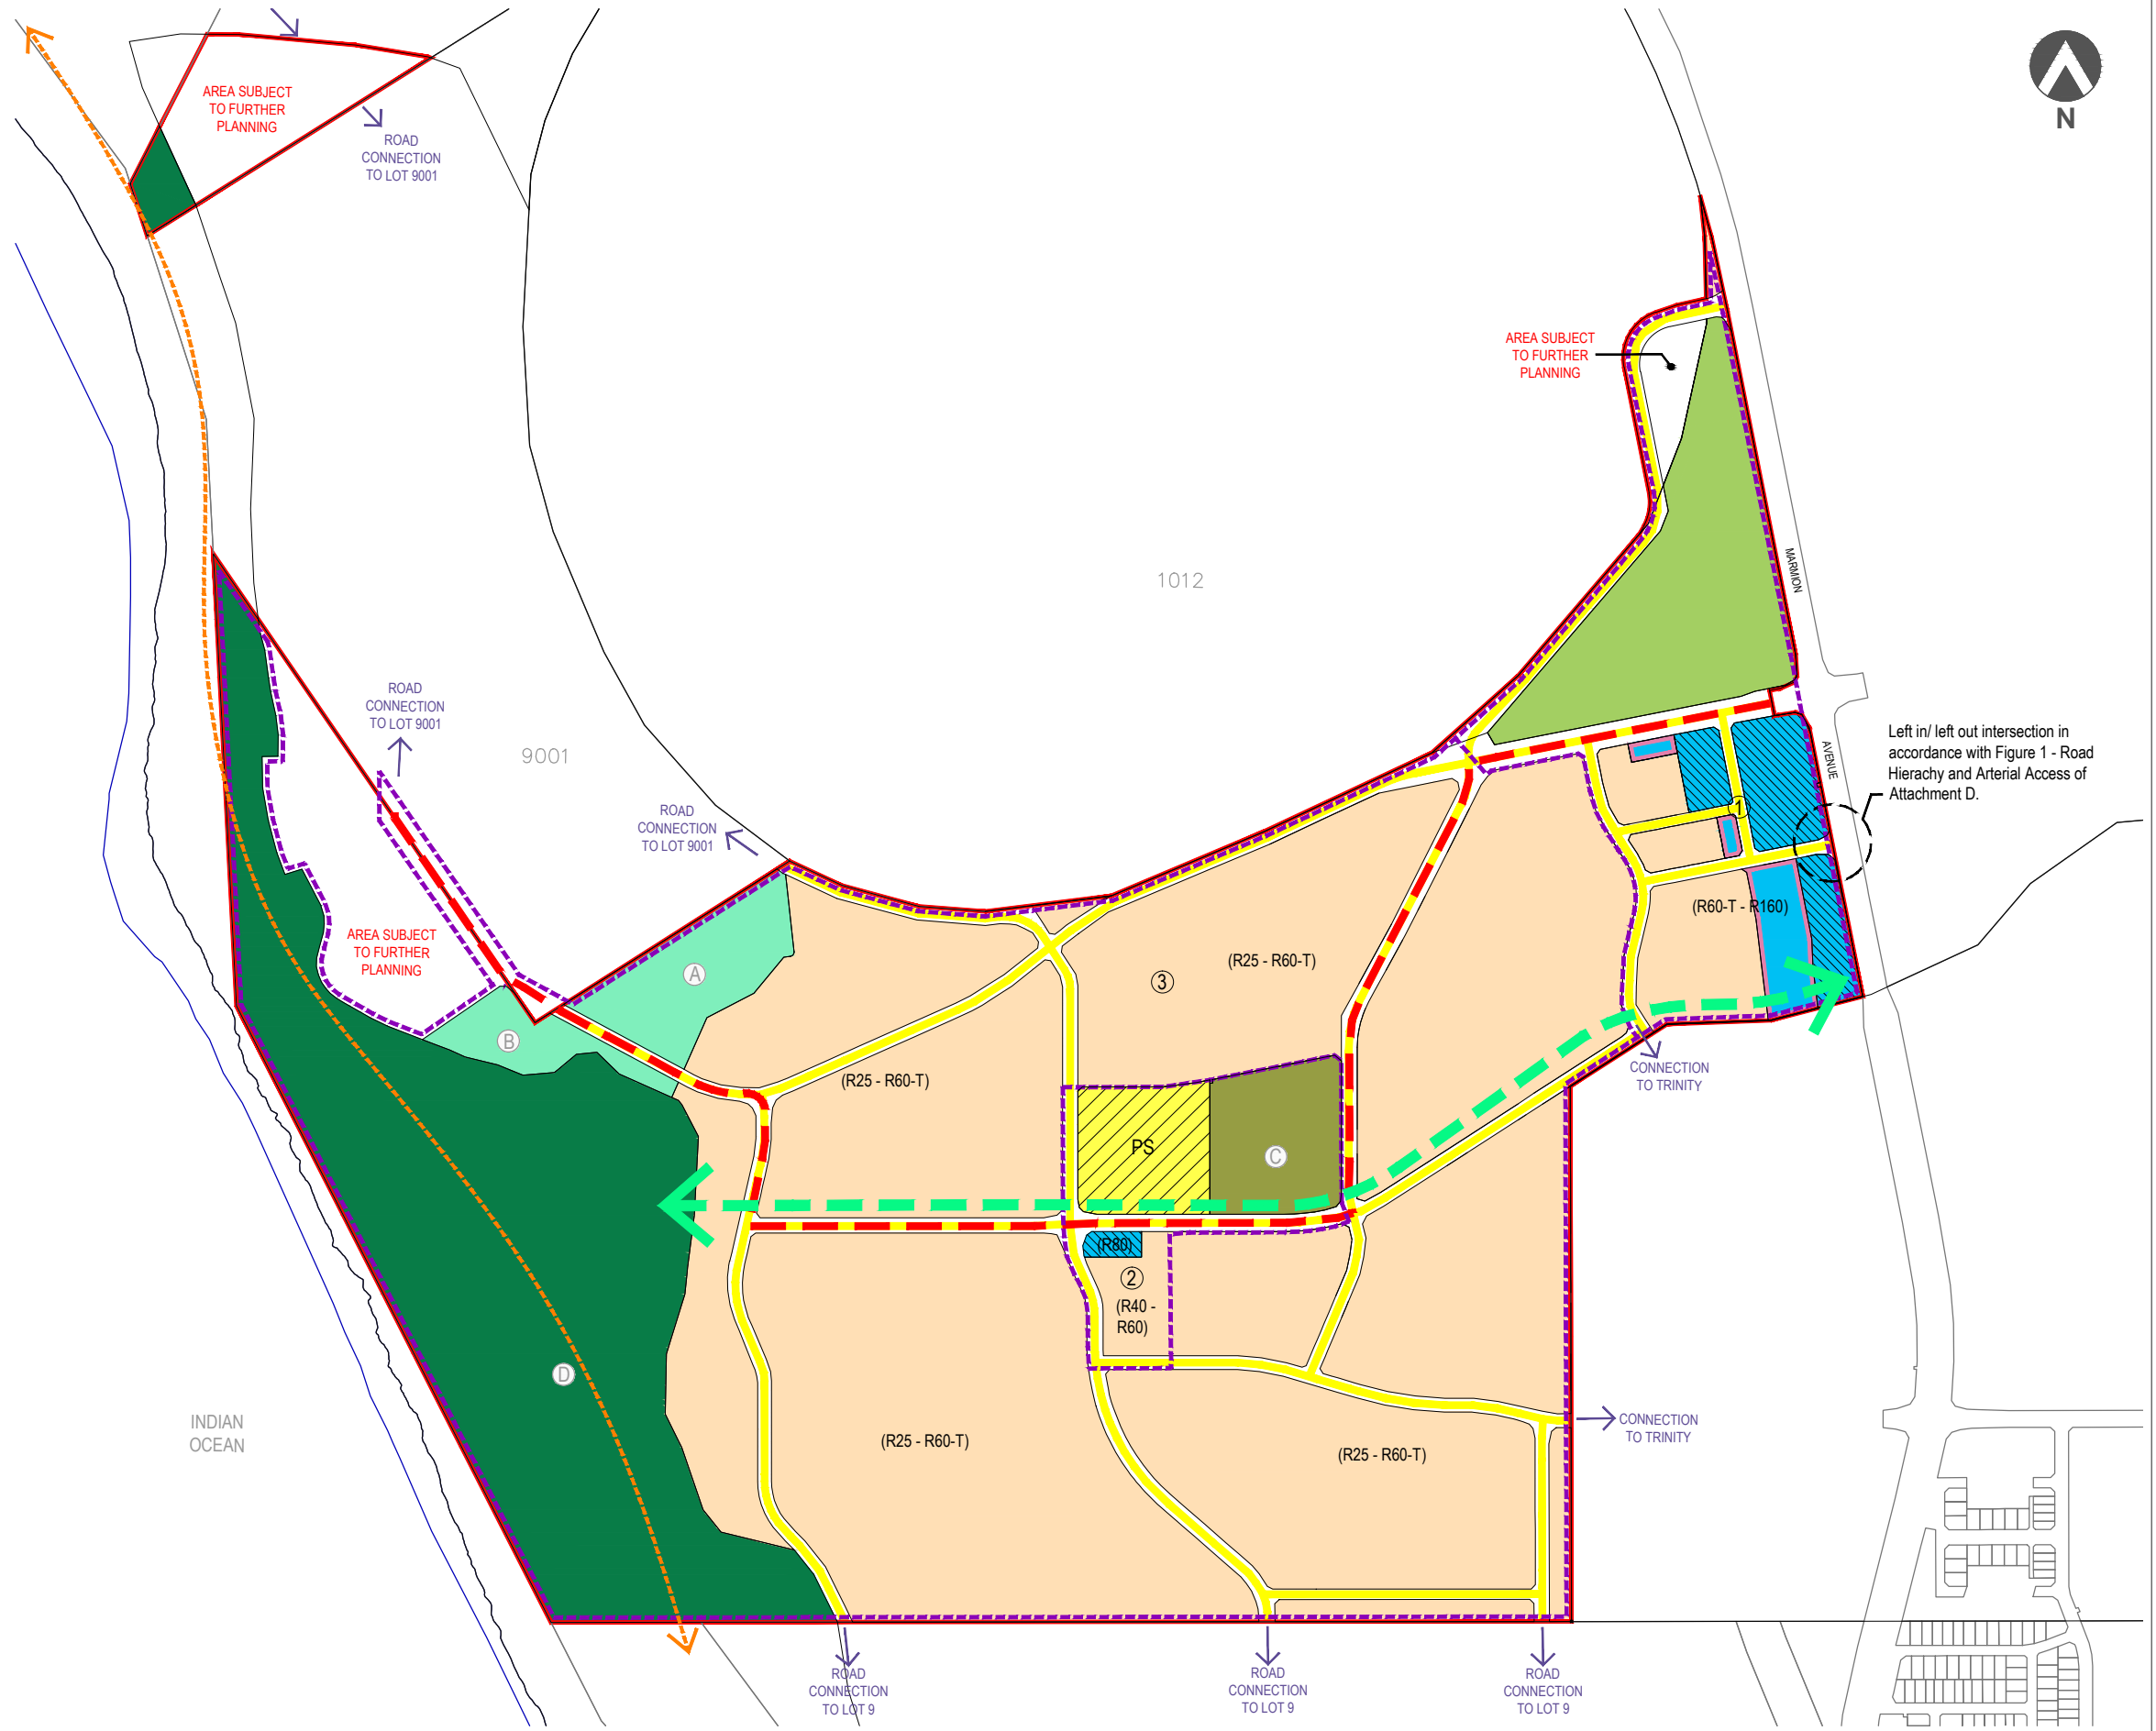 AREA SUBJECT
TO FURTHER
PLANNING
ROAD
CONNECTION
TO LOT 9001
N
AREA SUBJECT
TO FURTHER
PLANNING
MARMION
1012
ROAD
CONNECTION
TO LOT 9001
9001
AVENUE
Left in/ left out intersection in
accordance with Figure 1 - Road
Hierachy and Arterial Access of
Attachment D.
ROAD
CONNECTION
TO LOT 9001
1
(R60-T - R160)
AREA SUBJECT
TO FURTHER
PLANNING
A
(R25 - R60-T)
3
B
(R25 - R60-T)
CONNECTION
TO TRINITY
PS
C
(R80)
2
(R40 -
R60)
D
INDIAN
OCEAN
(R25 - R60-T)
(R25 - R60-T)
CONNECTION
TO TRINITY
ROAD
CONNECTION
TO LOT 9
ROAD
CONNECTION
TO LOT 9
ROAD
CONNECTION
TO LOT 9